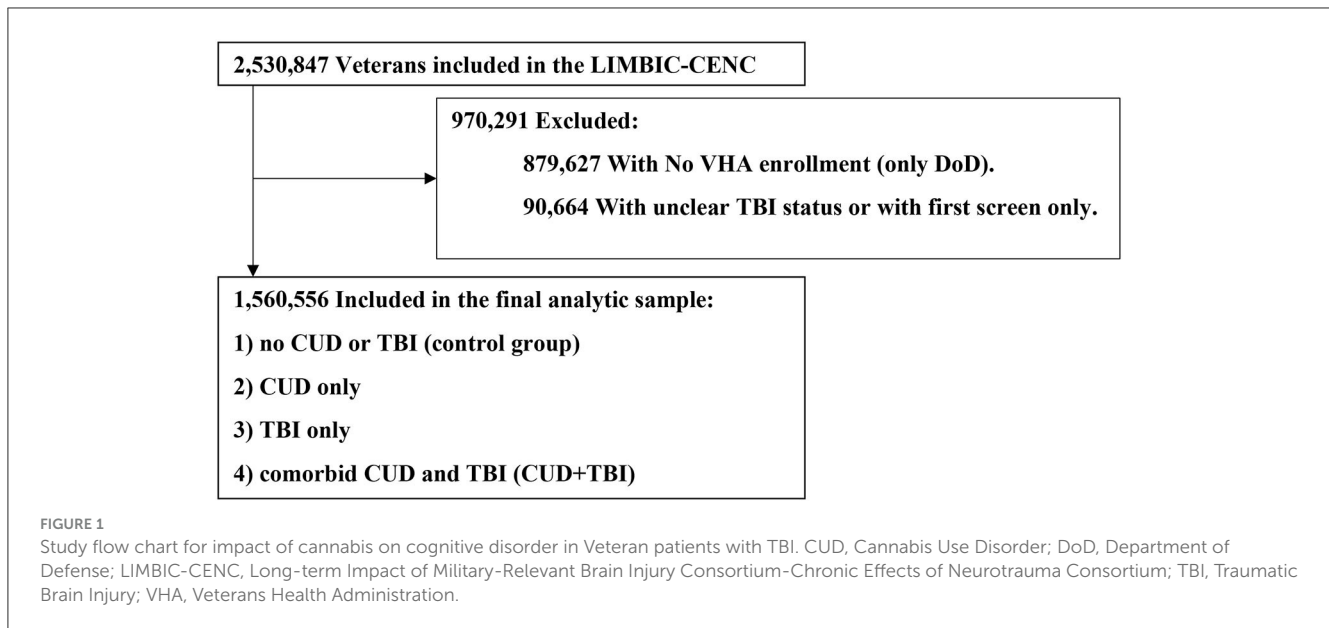 2,530,847 Veterans included in the LIMBIC-CENC
970,291 Excluded:
879,627 With No VHA enrollment (only DoD).
90,664 With unclear TBI status or with first screen only.
1,560,556 Included in the final analytic sample:
1) no CUD or TBI (control group)
2) CUD only
3) TBI only
4) comorbid CUD and TBI (CUD+TBI)
FIGURE 1
Study flow chart for impact of cannabis on cognitive disorder in Veteran patients with TBI. CUD, Cannabis Use Disorder; DoD, Department of
Defense; LIMBIC-CENC, Long-term Impact of Military-Relevant Brain Injury Consortium-Chronic Effects of Neurotrauma Consortium; TBI, Traumatic
Brain Injury; VHA, Veterans Health Administration.